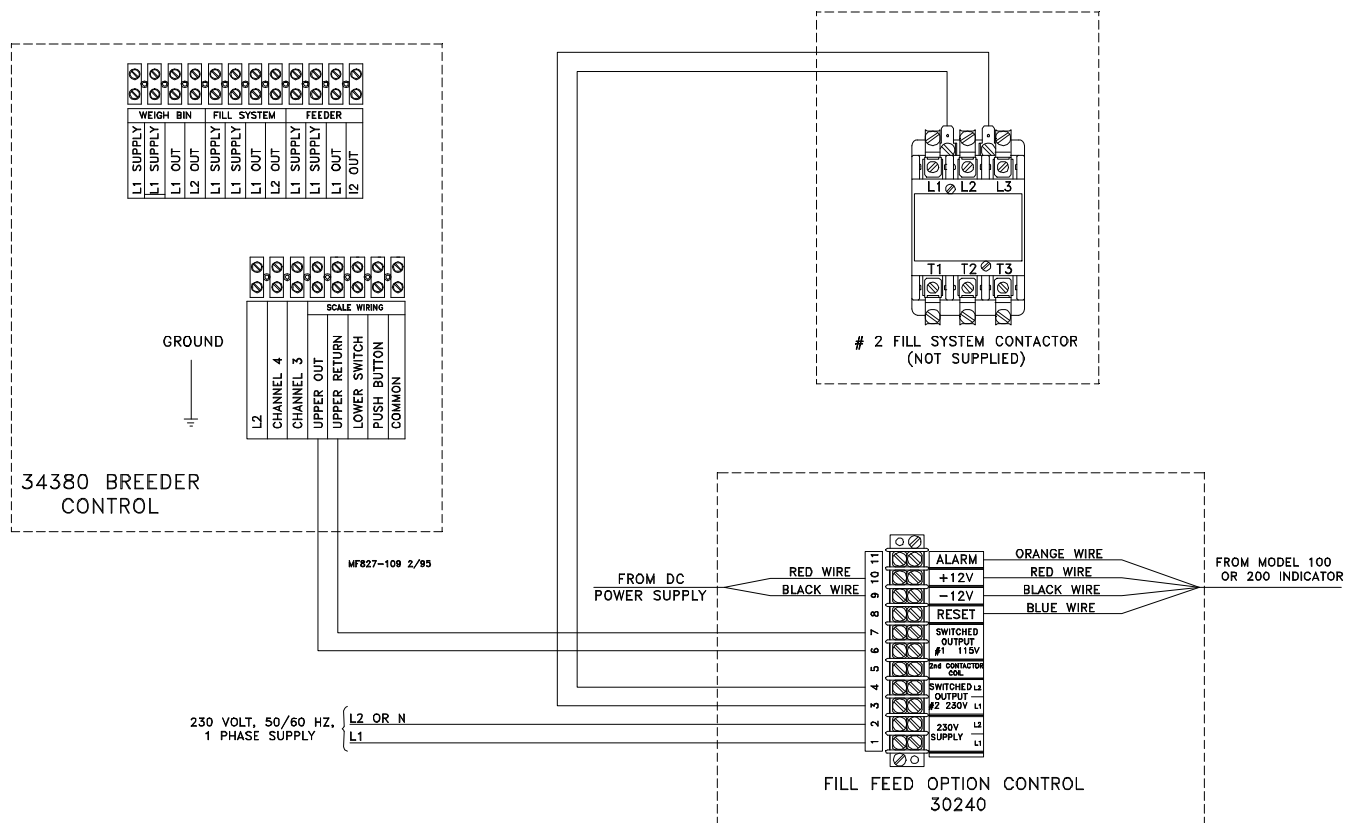 WEIGH BIN
FILL SYSTEM
FEEDER
L1 SUPPLY
L1 SUPPLY
L1 OUT
L2 OUT
L1 SUPPLY
L1 SUPPLY
L1 OUT
L2 OUT
L1 SUPPLY
L1 SUPPLY
L1 OUT
l2 OUT
SCALE WIRING
L2
CHANNEL 4
CHANNEL 3
UPPER OUT
UPPER RETURN
LOWER SWITCH
PUSH BUTTON
COMMON
GROUND
34380 BREEDER
CONTROL
MF827-109 2/95
L1 L2 L3
T1 T2 T3
# 2 FILL SYSTEM CONTACTOR
(NOT SUPPLIED)
FROM DC
POWER SUPPLY
RED WIRE
BLACK WIRE
11
10
9
8
7
6
5
4
3
2
1
ALARM
+12V
-12V
RESET
SWITCHED
OUTPUT
#1 115V
2nd CONTACTOR
COIL
SWITCHED L2
OUTPUT
#2 230V L1
230V L2
SUPPLY
L1
ORANGE WIRE
RED WIRE
BLACK WIRE
BLUE WIRE
FROM MODEL 100
OR 200 INDICATOR
230 VOLT, 50/60 HZ,
1 PHASE SUPPLY
L2 OR N
L1
FILL FEED OPTION CONTROL
30240